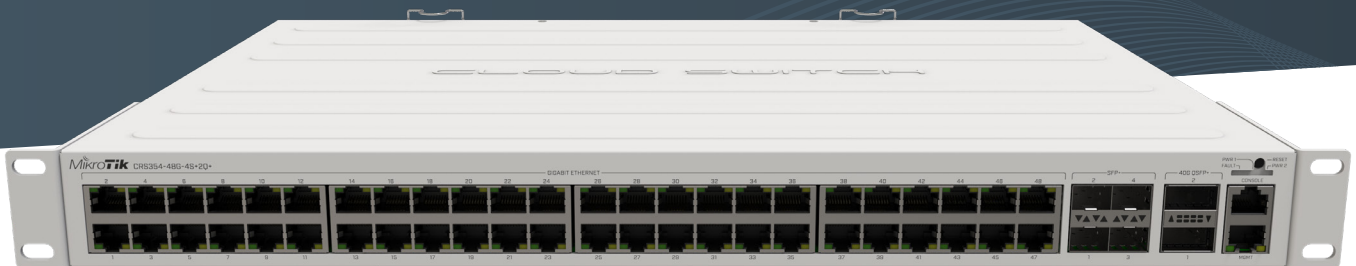 CLOUD SWITCH
MikroTik CRS354-48G-4S+2Q+
GIGABIT ETHERNET
SFP+
40G QSFP+
PWR 1
FAULT
RESET
PWR 2
2 4 6 8 10 12 14 16 18 20 22 24 26 28 30 32 34 36 38 40 42 44 46 48 2 4 2 CONSOLE
1 3 5 7 9 11 13 15 17 19 21 23 25 27 29 31 33 35 37 39 41 43 45 47 1 3 1 MGMT